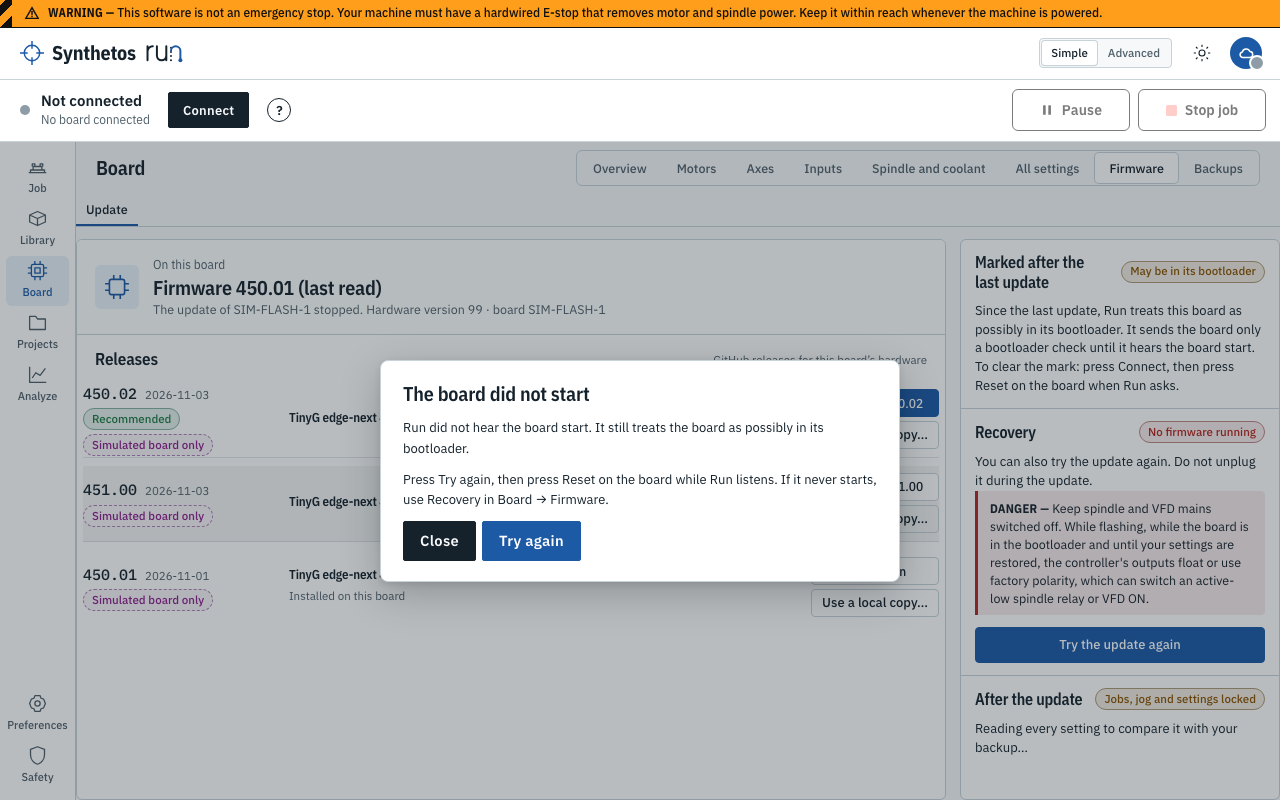 WARNING — This software is not an emergency stop. Your machine must have a hardwired E-stop that removes motor and spindle power. Keep it within reach whenever the machine is powered.
Synthetos run
Simple
Advanced
Not connected
No board connected
Connect
?
Pause
Stop job
Job
Library
Board
Projects
Analyze
Preferences
Safety
Board
Overview
Motors
Axes
Inputs
Spindle and coolant
All settings
Firmware
Backups
Update
On this board
Firmware 450.01 (last read)
The update of SIM-FLASH-1 stopped. Hardware version 99 · board SIM-FLASH-1
Releases
GitHub releases for this board's hardware
450.02 2026-11-03
Recommended
Simulated board only
TinyG edge-next
451.00 2026-11-03
Simulated board only
TinyG edge-next
450.01 2026-11-01
Simulated board only
TinyG edge-next
Installed on this board
Use a local copy...
The board did not start
Run did not hear the board start. It still treats the board as possibly in its
bootloader.
Press Try again, then press Reset on the board while Run listens. If it never starts,
use Recovery in Board → Firmware.
Close
Try again
Marked after the
last update
May be in its bootloader
Since the last update, Run treats this board as
possibly in its bootloader. It sends the board only
a bootloader check until it hears the board start.
To clear the mark: press Connect, then press
Reset on the board when Run asks.
Recovery
No firmware running
You can also try the update again. Do not unplug
it during the update.
DANGER — Keep spindle and VFD mains
switched off. While flashing, while the board is
in the bootloader and until your settings are
restored, the controller's outputs float or use
factory polarity, which can switch an active-
low spindle relay or VFD ON.
Try the update again
After the update
Jobs, jog and settings locked
Reading every setting to compare it with your
backup...